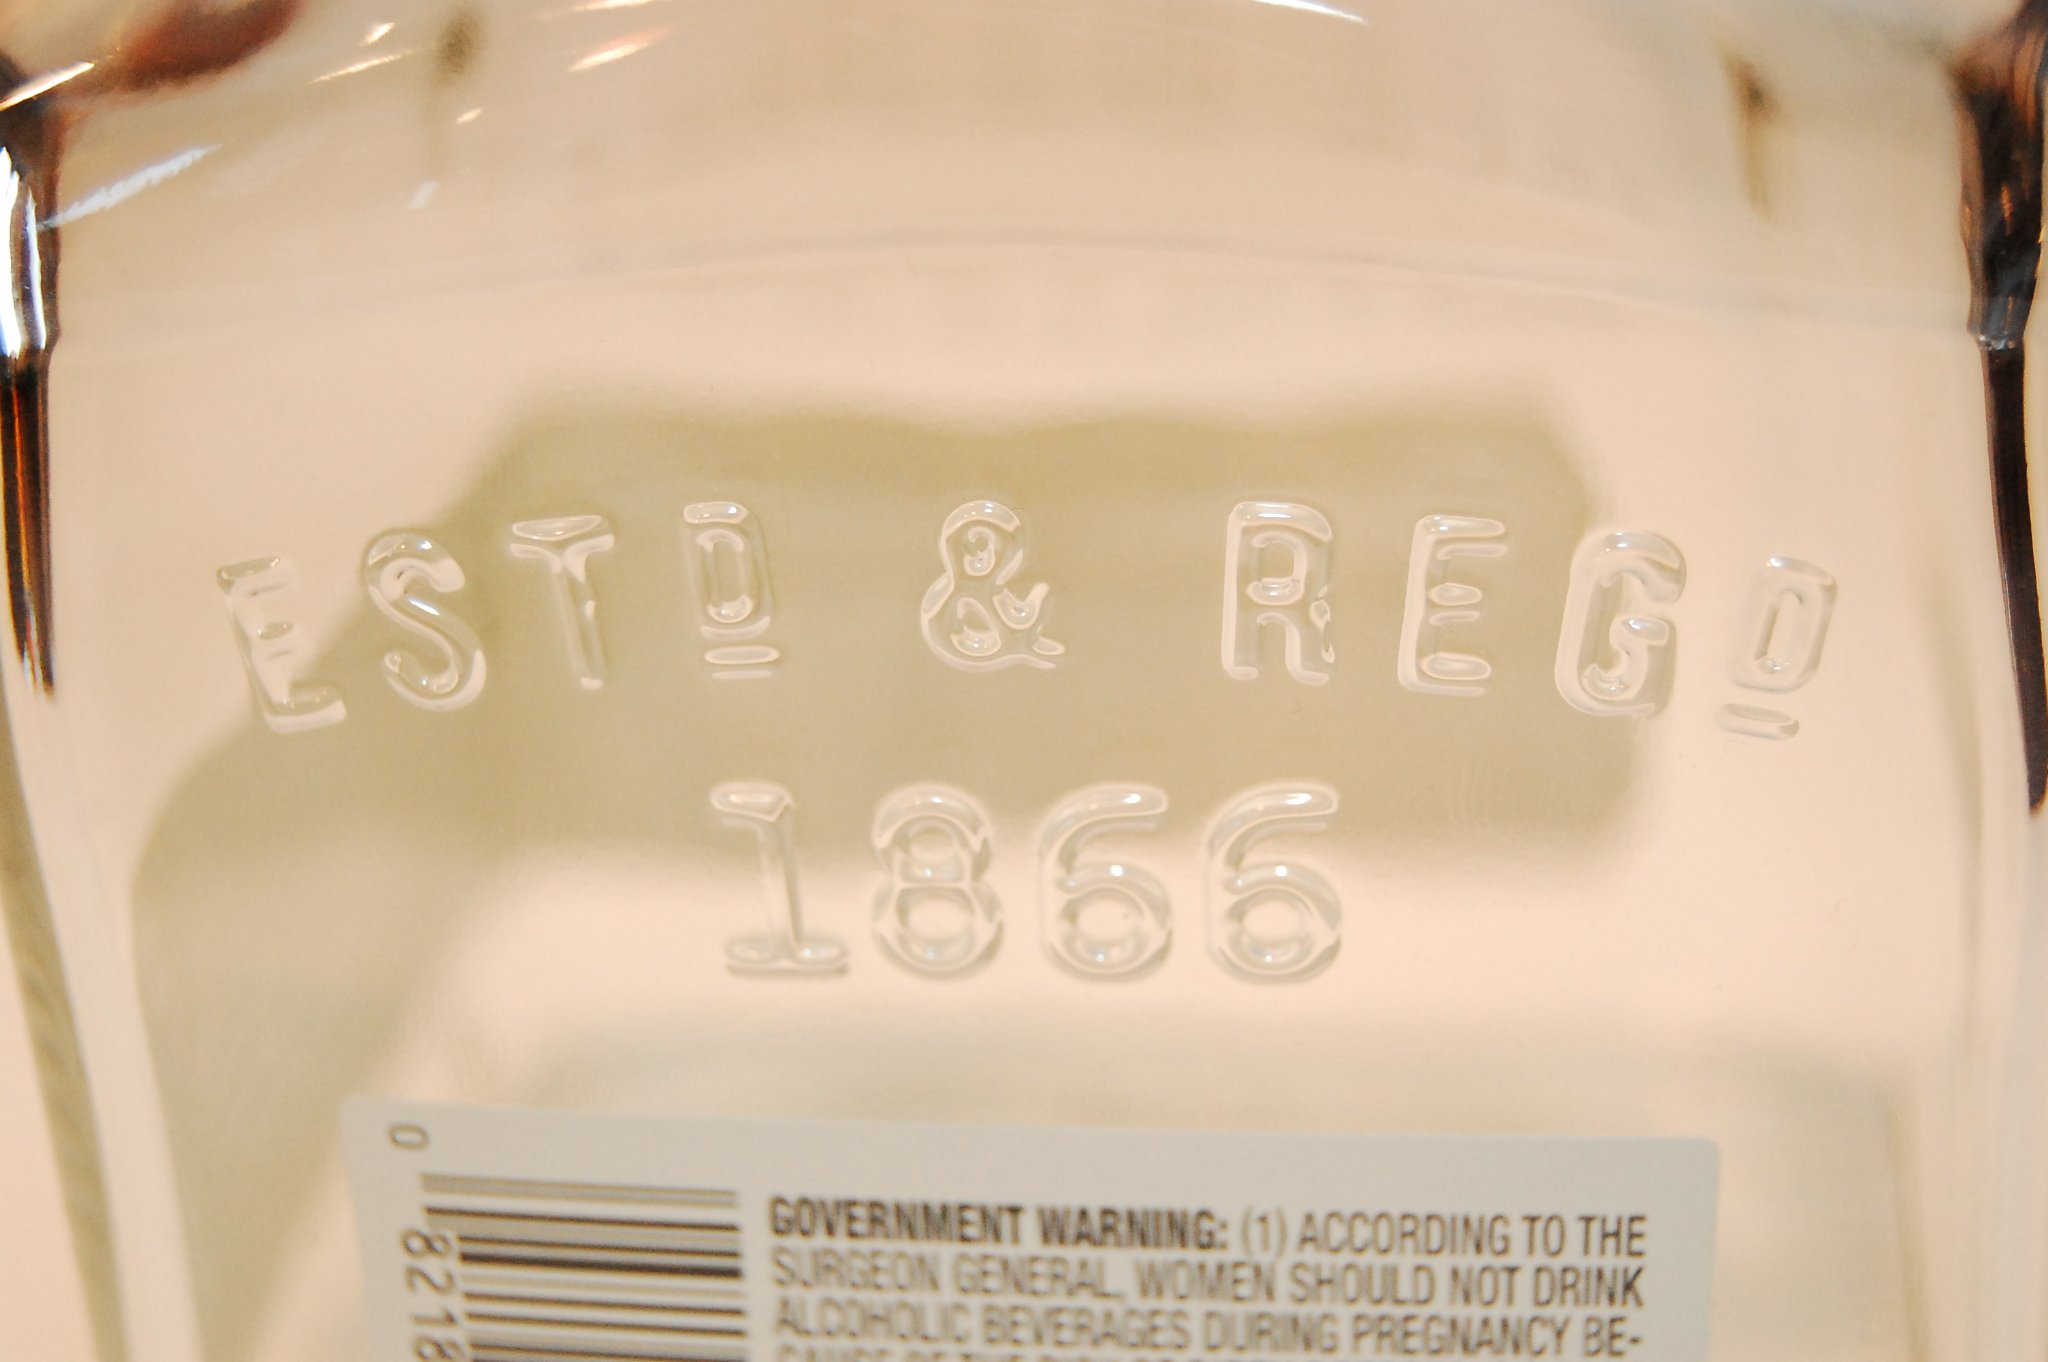 ESTD & REGD
1866
0
8218
GOVERNMENT WARNING: (1) ACCORDING TO THE
SURGEON GENERAL, WOMEN SHOULD NOT DRINK
ALCOHOLIC BEVERAGES DURING PREGNANCY BE-